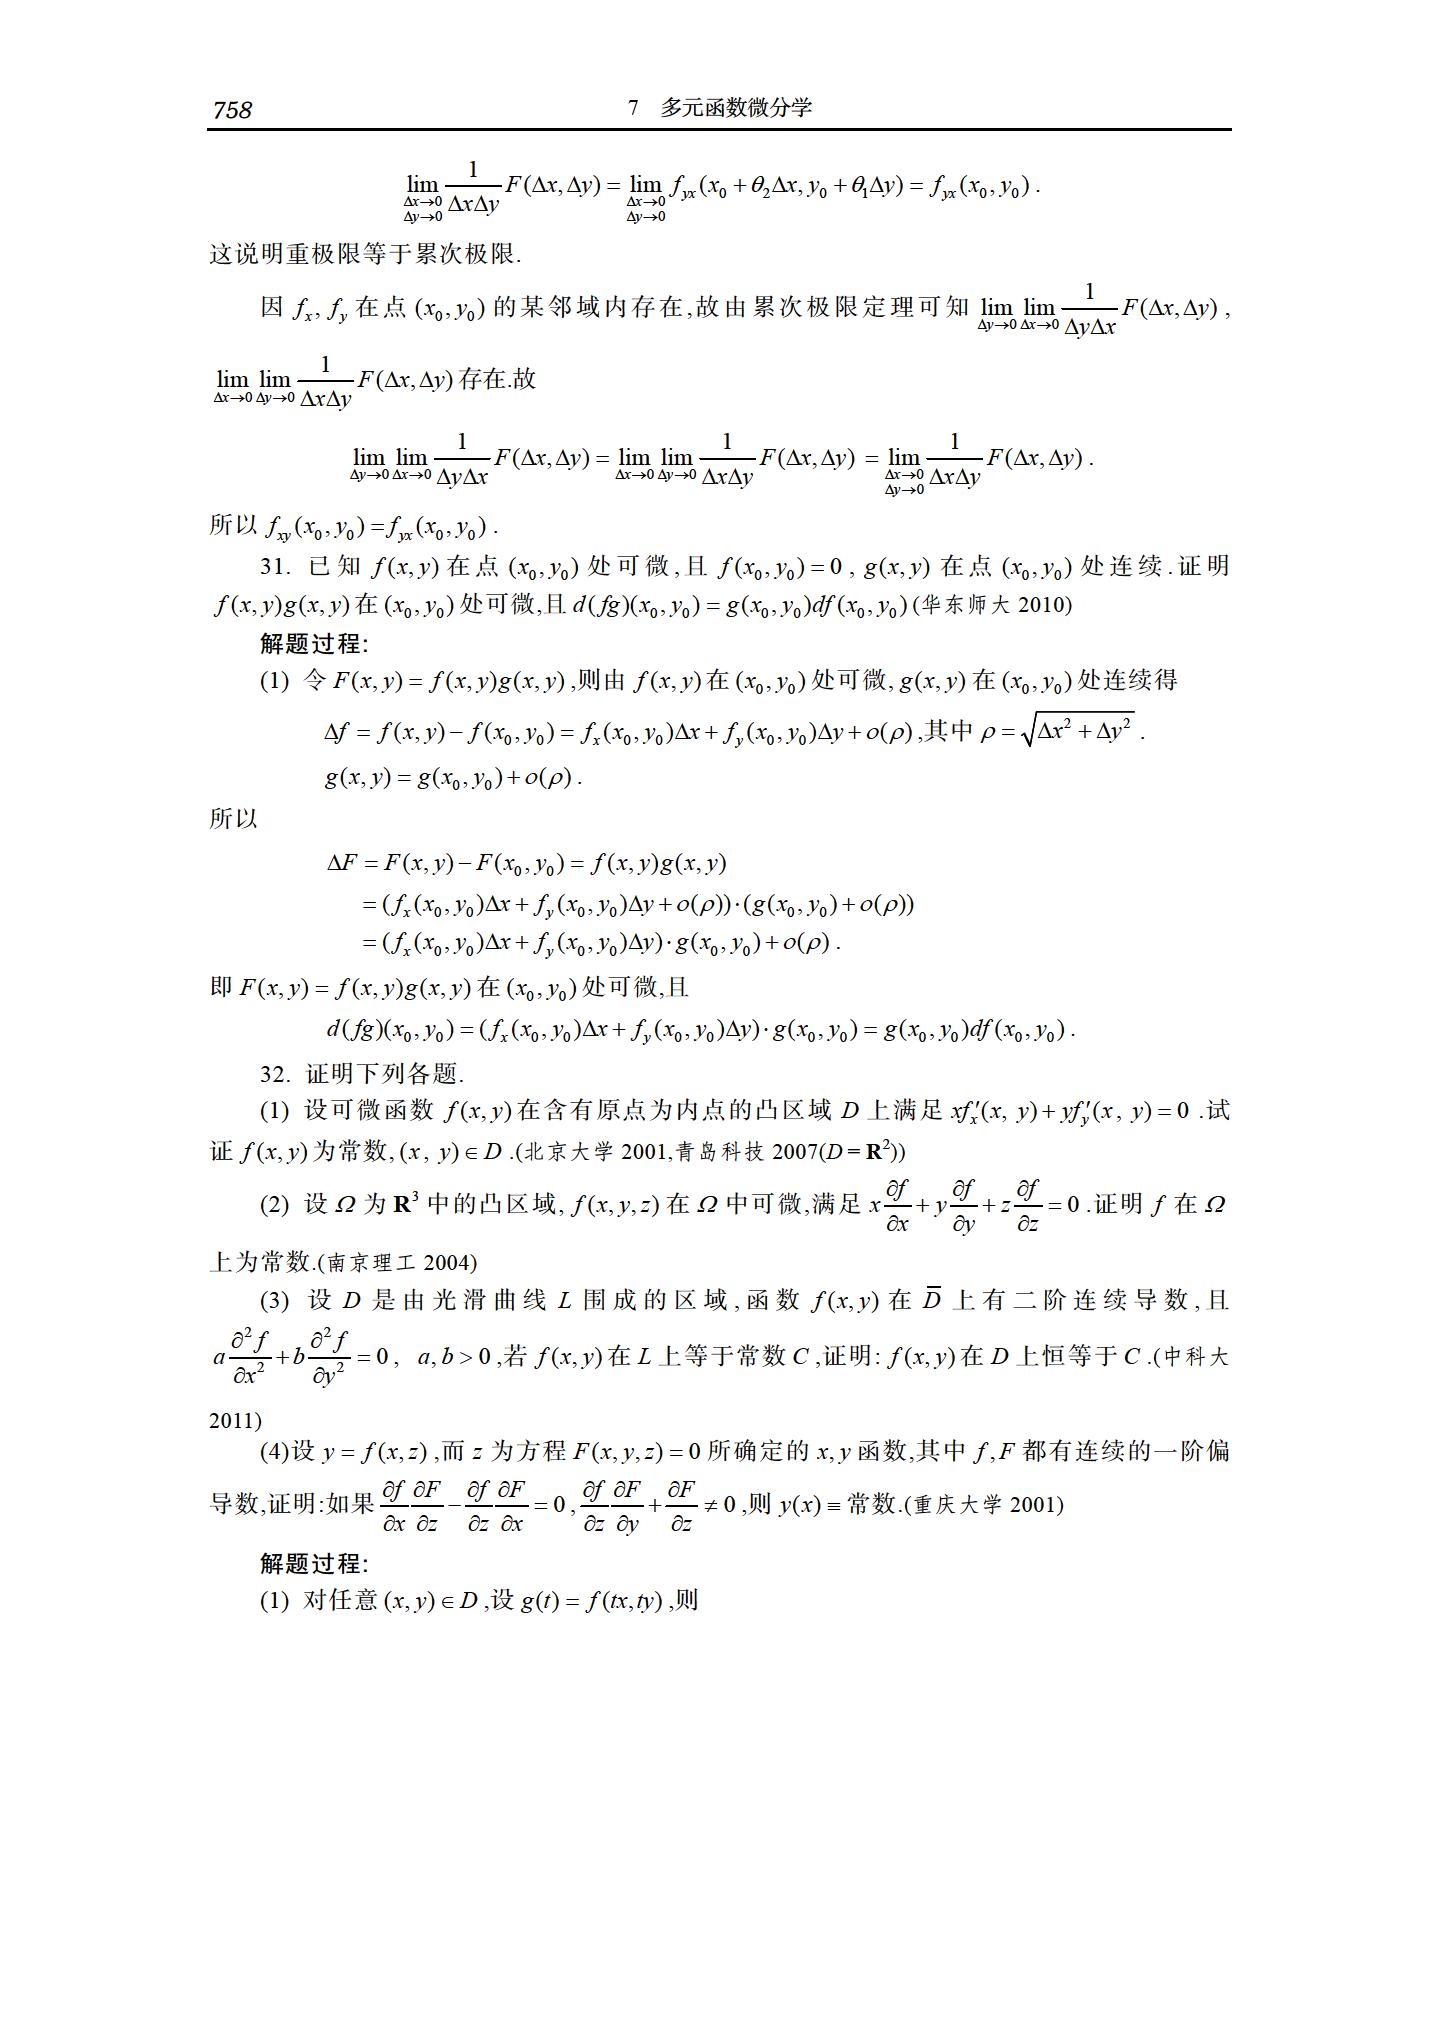 758 7 多元函数微分学
$\lim\limits_{\substack{\Delta x\to 0\\ \Delta y\to 0}}\frac{1}{\Delta x\Delta y}F(\Delta x,\Delta y)=\lim\limits_{\substack{\Delta x\to 0\\ \Delta y\to 0}}f_{yx}(x_0+\theta_2\Delta x,y_0+\theta_1\Delta y)=f_{yx}(x_0,y_0)$.
这说明重极限等于累次极限.
因 $f_x,f_y$ 在点 $(x_0,y_0)$ 的某邻域内存在,故由累次极限定理可知 $\lim\limits_{\Delta y\to 0}\lim\limits_{\Delta x\to 0}\frac{1}{\Delta y\Delta x}F(\Delta x,\Delta y)$,
$\lim\limits_{\Delta x\to 0}\lim\limits_{\Delta y\to 0}\frac{1}{\Delta x\Delta y}F(\Delta x,\Delta y)$ 存在.故
$\lim\limits_{\Delta y\to 0}\lim\limits_{\Delta x\to 0}\frac{1}{\Delta y\Delta x}F(\Delta x,\Delta y)=\lim\limits_{\Delta x\to 0}\lim\limits_{\Delta y\to 0}\frac{1}{\Delta x\Delta y}F(\Delta x,\Delta y)=\lim\limits_{\substack{\Delta x\to 0\\ \Delta y\to 0}}\frac{1}{\Delta x\Delta y}F(\Delta x,\Delta y)$.
所以 $f_{xy}(x_0,y_0)=f_{yx}(x_0,y_0)$.
31. 已知 $f(x,y)$ 在点 $(x_0,y_0)$ 处可微,且 $f(x_0,y_0)=0$, $g(x,y)$ 在点 $(x_0,y_0)$ 处连续.证明
$f(x,y)g(x,y)$ 在 $(x_0,y_0)$ 处可微,且 $d(fg)(x_0,y_0)=g(x_0,y_0)df(x_0,y_0)$ (华东师大 2010)
解题过程:
(1) 令 $F(x,y)=f(x,y)g(x,y)$,则由 $f(x,y)$ 在 $(x_0,y_0)$ 处可微, $g(x,y)$ 在 $(x_0,y_0)$ 处连续得
$\Delta f=f(x,y)-f(x_0,y_0)=f_x(x_0,y_0)\Delta x+f_y(x_0,y_0)\Delta y+o(\rho)$,其中 $\rho=\sqrt{\Delta x^2+\Delta y^2}$.
$g(x,y)=g(x_0,y_0)+o(\rho)$.
所以
$\Delta F=F(x,y)-F(x_0,y_0)=f(x,y)g(x,y)$
$=(f_x(x_0,y_0)\Delta x+f_y(x_0,y_0)\Delta y+o(\rho))\cdot(g(x_0,y_0)+o(\rho))$
$=(f_x(x_0,y_0)\Delta x+f_y(x_0,y_0)\Delta y)\cdot g(x_0,y_0)+o(\rho)$.
即 $F(x,y)=f(x,y)g(x,y)$ 在 $(x_0,y_0)$ 处可微,且
$d(fg)(x_0,y_0)=(f_x(x_0,y_0)\Delta x+f_y(x_0,y_0)\Delta y)\cdot g(x_0,y_0)=g(x_0,y_0)df(x_0,y_0)$.
32. 证明下列各题.
(1) 设可微函数 $f(x,y)$ 在含有原点为内点的凸区域 $D$ 上满足 $xf_x'(x,y)+yf_y'(x,y)=0$.试
证 $f(x,y)$ 为常数, $(x,y)\in D$.(北京大学 2001,青岛科技 2007($D=\mathbf{R}^2$))
(2) 设 $\Omega$ 为 $\mathbf{R}^3$ 中的凸区域, $f(x,y,z)$ 在 $\Omega$ 中可微,满足 $x\frac{\partial f}{\partial x}+y\frac{\partial f}{\partial y}+z\frac{\partial f}{\partial z}=0$.证明 $f$ 在 $\Omega$
上为常数.(南京理工 2004)
(3) 设 $D$ 是由光滑曲线 $L$ 围成的区域,函数 $f(x,y)$ 在 $\overline{D}$ 上有二阶连续导数,且
$a\frac{\partial^2 f}{\partial x^2}+b\frac{\partial^2 f}{\partial y^2}=0$, $a,b>0$,若 $f(x,y)$ 在 $L$ 上等于常数 $C$,证明: $f(x,y)$ 在 $D$ 上恒等于 $C$.(中科大
2011)
(4)设 $y=f(x,z)$,而 $z$ 为方程 $F(x,y,z)=0$ 所确定的 $x,y$ 函数,其中 $f,F$ 都有连续的一阶偏
导数,证明:如果 $\frac{\partial f}{\partial x}\frac{\partial F}{\partial z}-\frac{\partial f}{\partial z}\frac{\partial F}{\partial x}=0$, $\frac{\partial f}{\partial z}\frac{\partial F}{\partial y}+\frac{\partial F}{\partial z}\neq 0$,则 $y(x)\equiv$ 常数.(重庆大学 2001)
解题过程:
(1) 对任意 $(x,y)\in D$,设 $g(t)=f(tx,ty)$,则